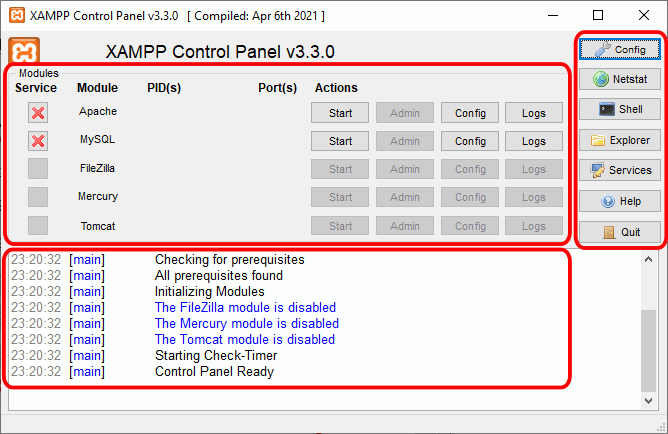 XAMPP Control Panel v3.3.0 [ Compiled: Apr 6th 2021 ]
XAMPP Control Panel v3.3.0
Config
Modules
Service Module PID(s) Port(s) Actions
Netstat
Apache Start Admin Config Logs
Shell
MySQL Start Admin Config Logs
Explorer
FileZilla Start Admin Config Logs
Services
Mercury Start Admin Config Logs
Help
Tomcat Start Admin Config Logs
Quit
23:20:32 [main] Checking for prerequisites
23:20:32 [main] All prerequisites found
23:20:32 [main] Initializing Modules
23:20:32 [main] The FileZilla module is disabled
23:20:32 [main] The Mercury module is disabled
23:20:32 [main] The Tomcat module is disabled
23:20:32 [main] Starting Check-Timer
23:20:32 [main] Control Panel Ready